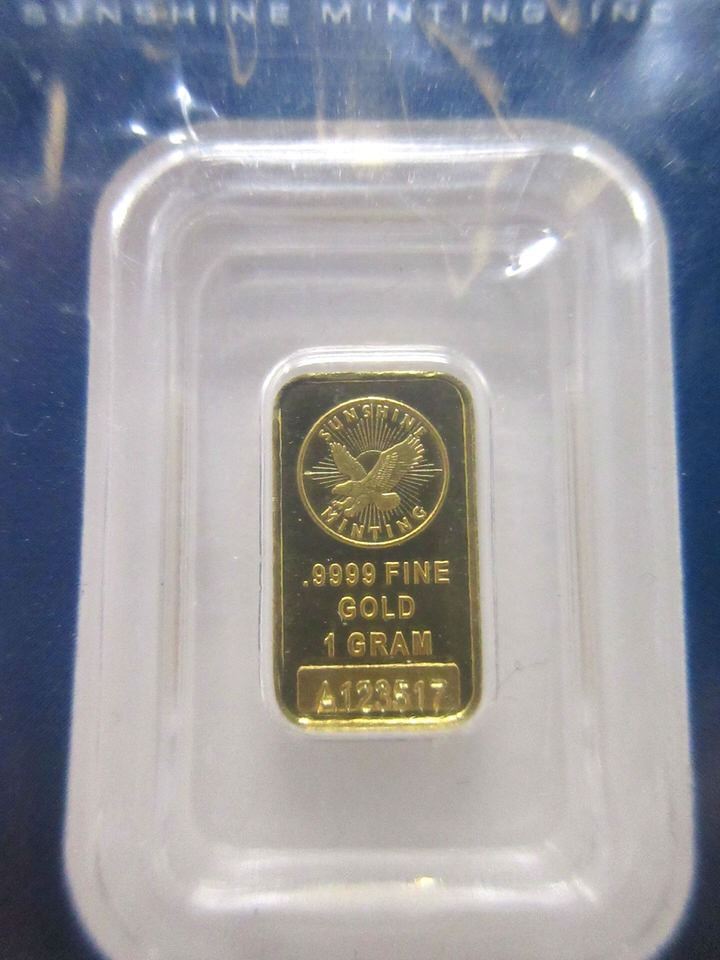 SUNSHINE MINTING INC
SUNSHINE
MINTING
.9999 FINE
GOLD
1 GRAM
A123517